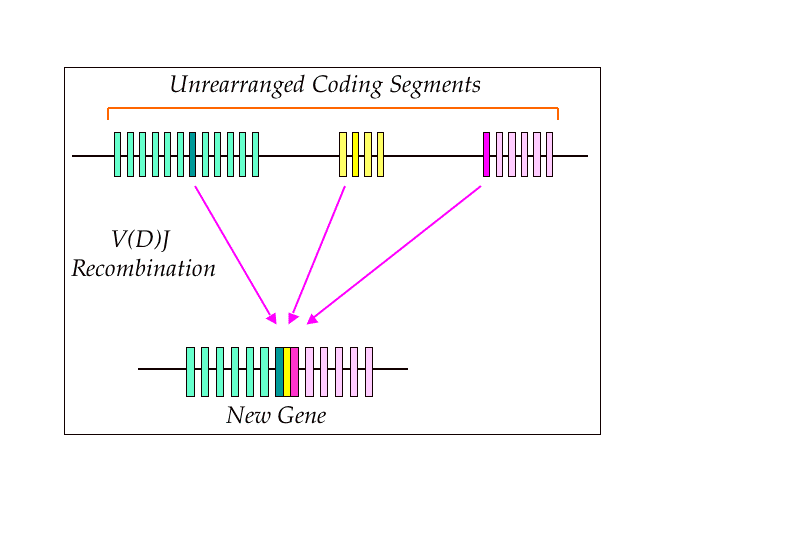 Unrearranged Coding Segments
V(D)J
Recombination
New Gene